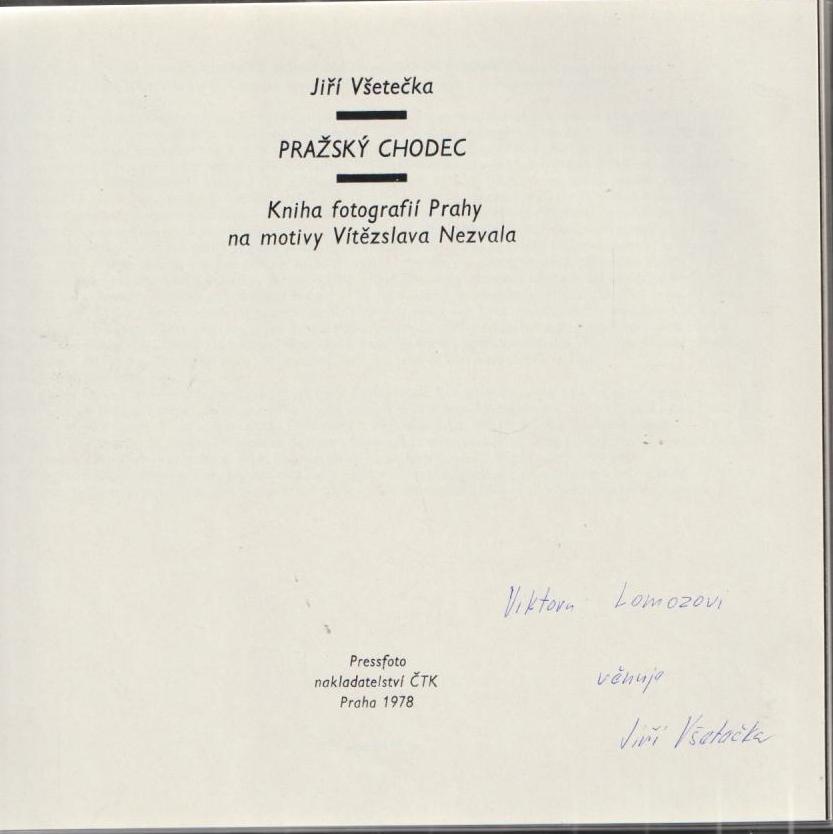 Jiří Všetečka
PRAŽSKÝ CHODEC
Kniha fotografií Prahy
na motivy Vítězslava Nezvala
Pressfoto
nakladatelství ČTK
Praha 1978
Viktoru Lomozovi
věnuje
Jiří Všetečka